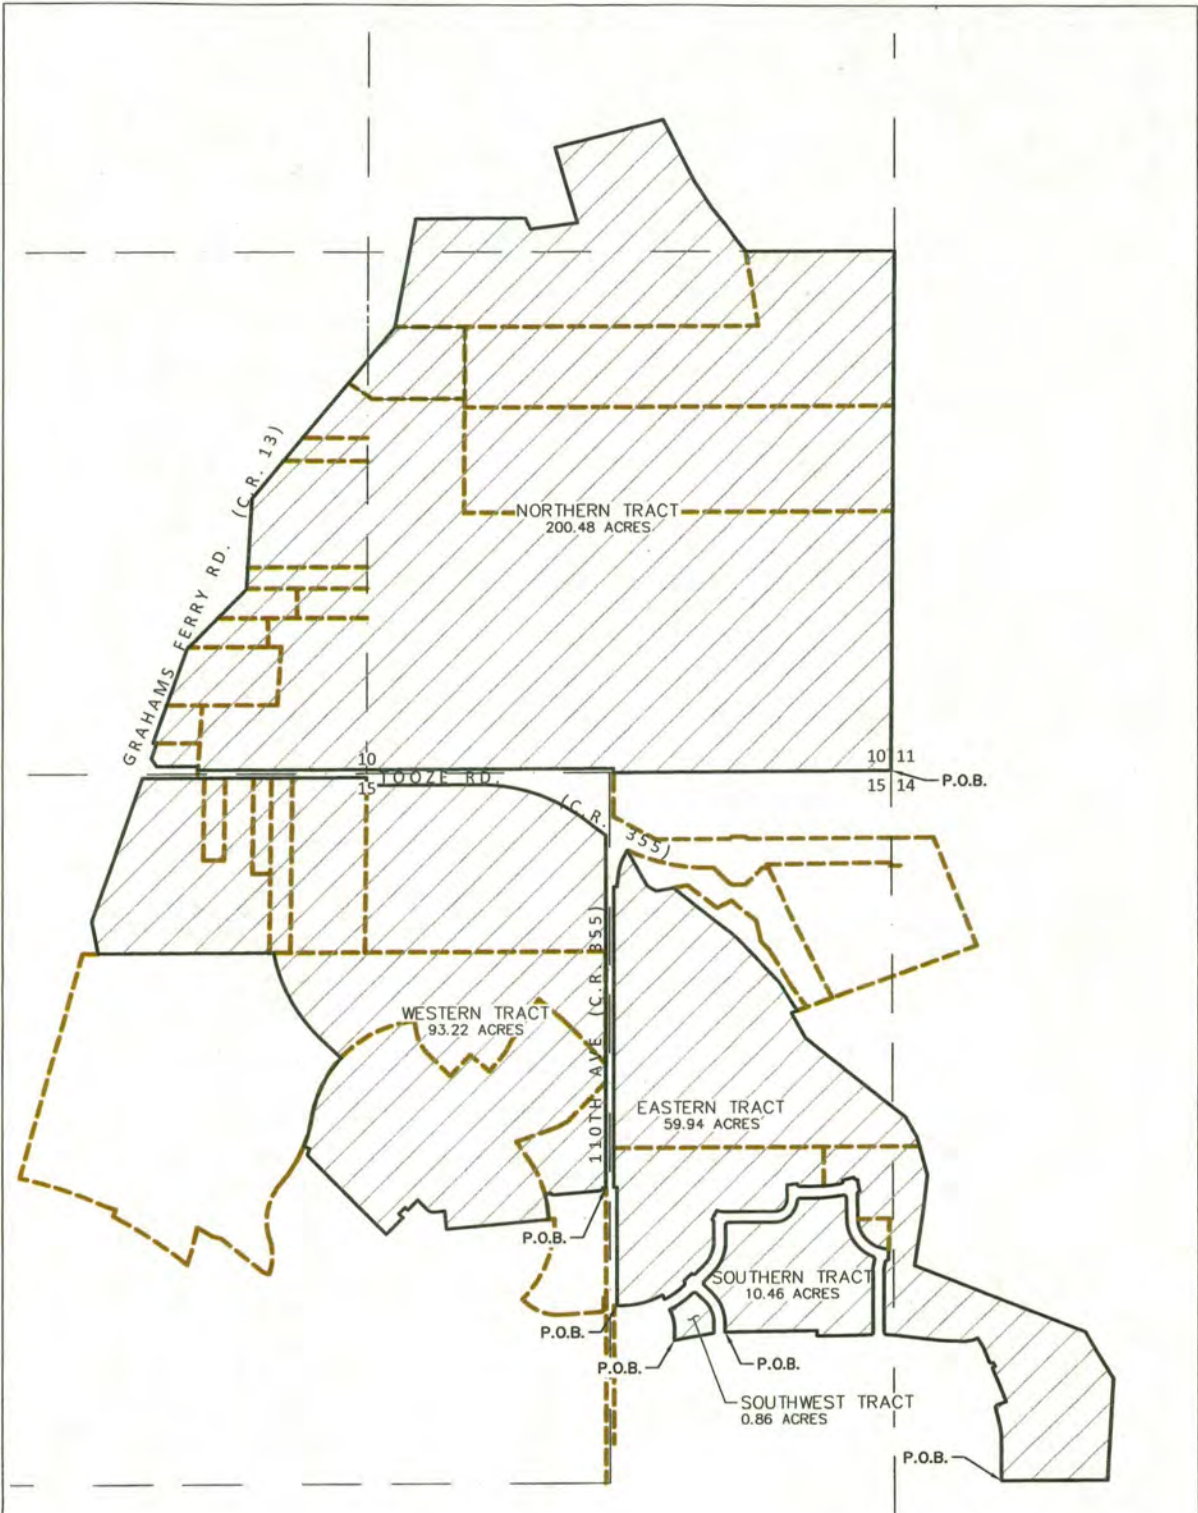 GRAHAMS FERRY RD. (C.R. 13)
NORTHERN TRACT
200.48 ACRES
10
15
10 11
15 14
P.O.B.
TOOZE RD.
(C.R. 355)
110TH AVE (C.R. 355)
WESTERN TRACT
93.22 ACRES
EASTERN TRACT
59.94 ACRES
P.O.B.
SOUTHERN TRACT
10.46 ACRES
P.O.B.
P.O.B.
P.O.B.
SOUTHWEST TRACT
0.86 ACRES
P.O.B.